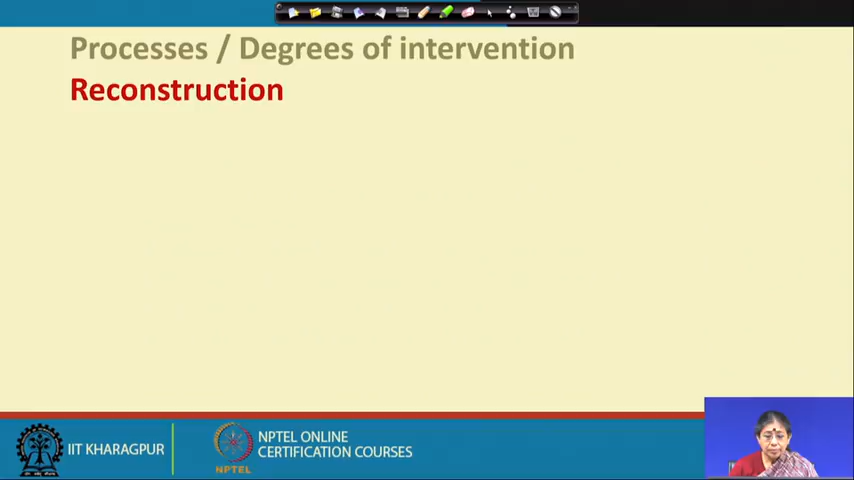 Processes / Degrees of intervention
Reconstruction
IIT KHARAGPUR
NPTEL
NPTEL ONLINE
CERTIFICATION COURSES